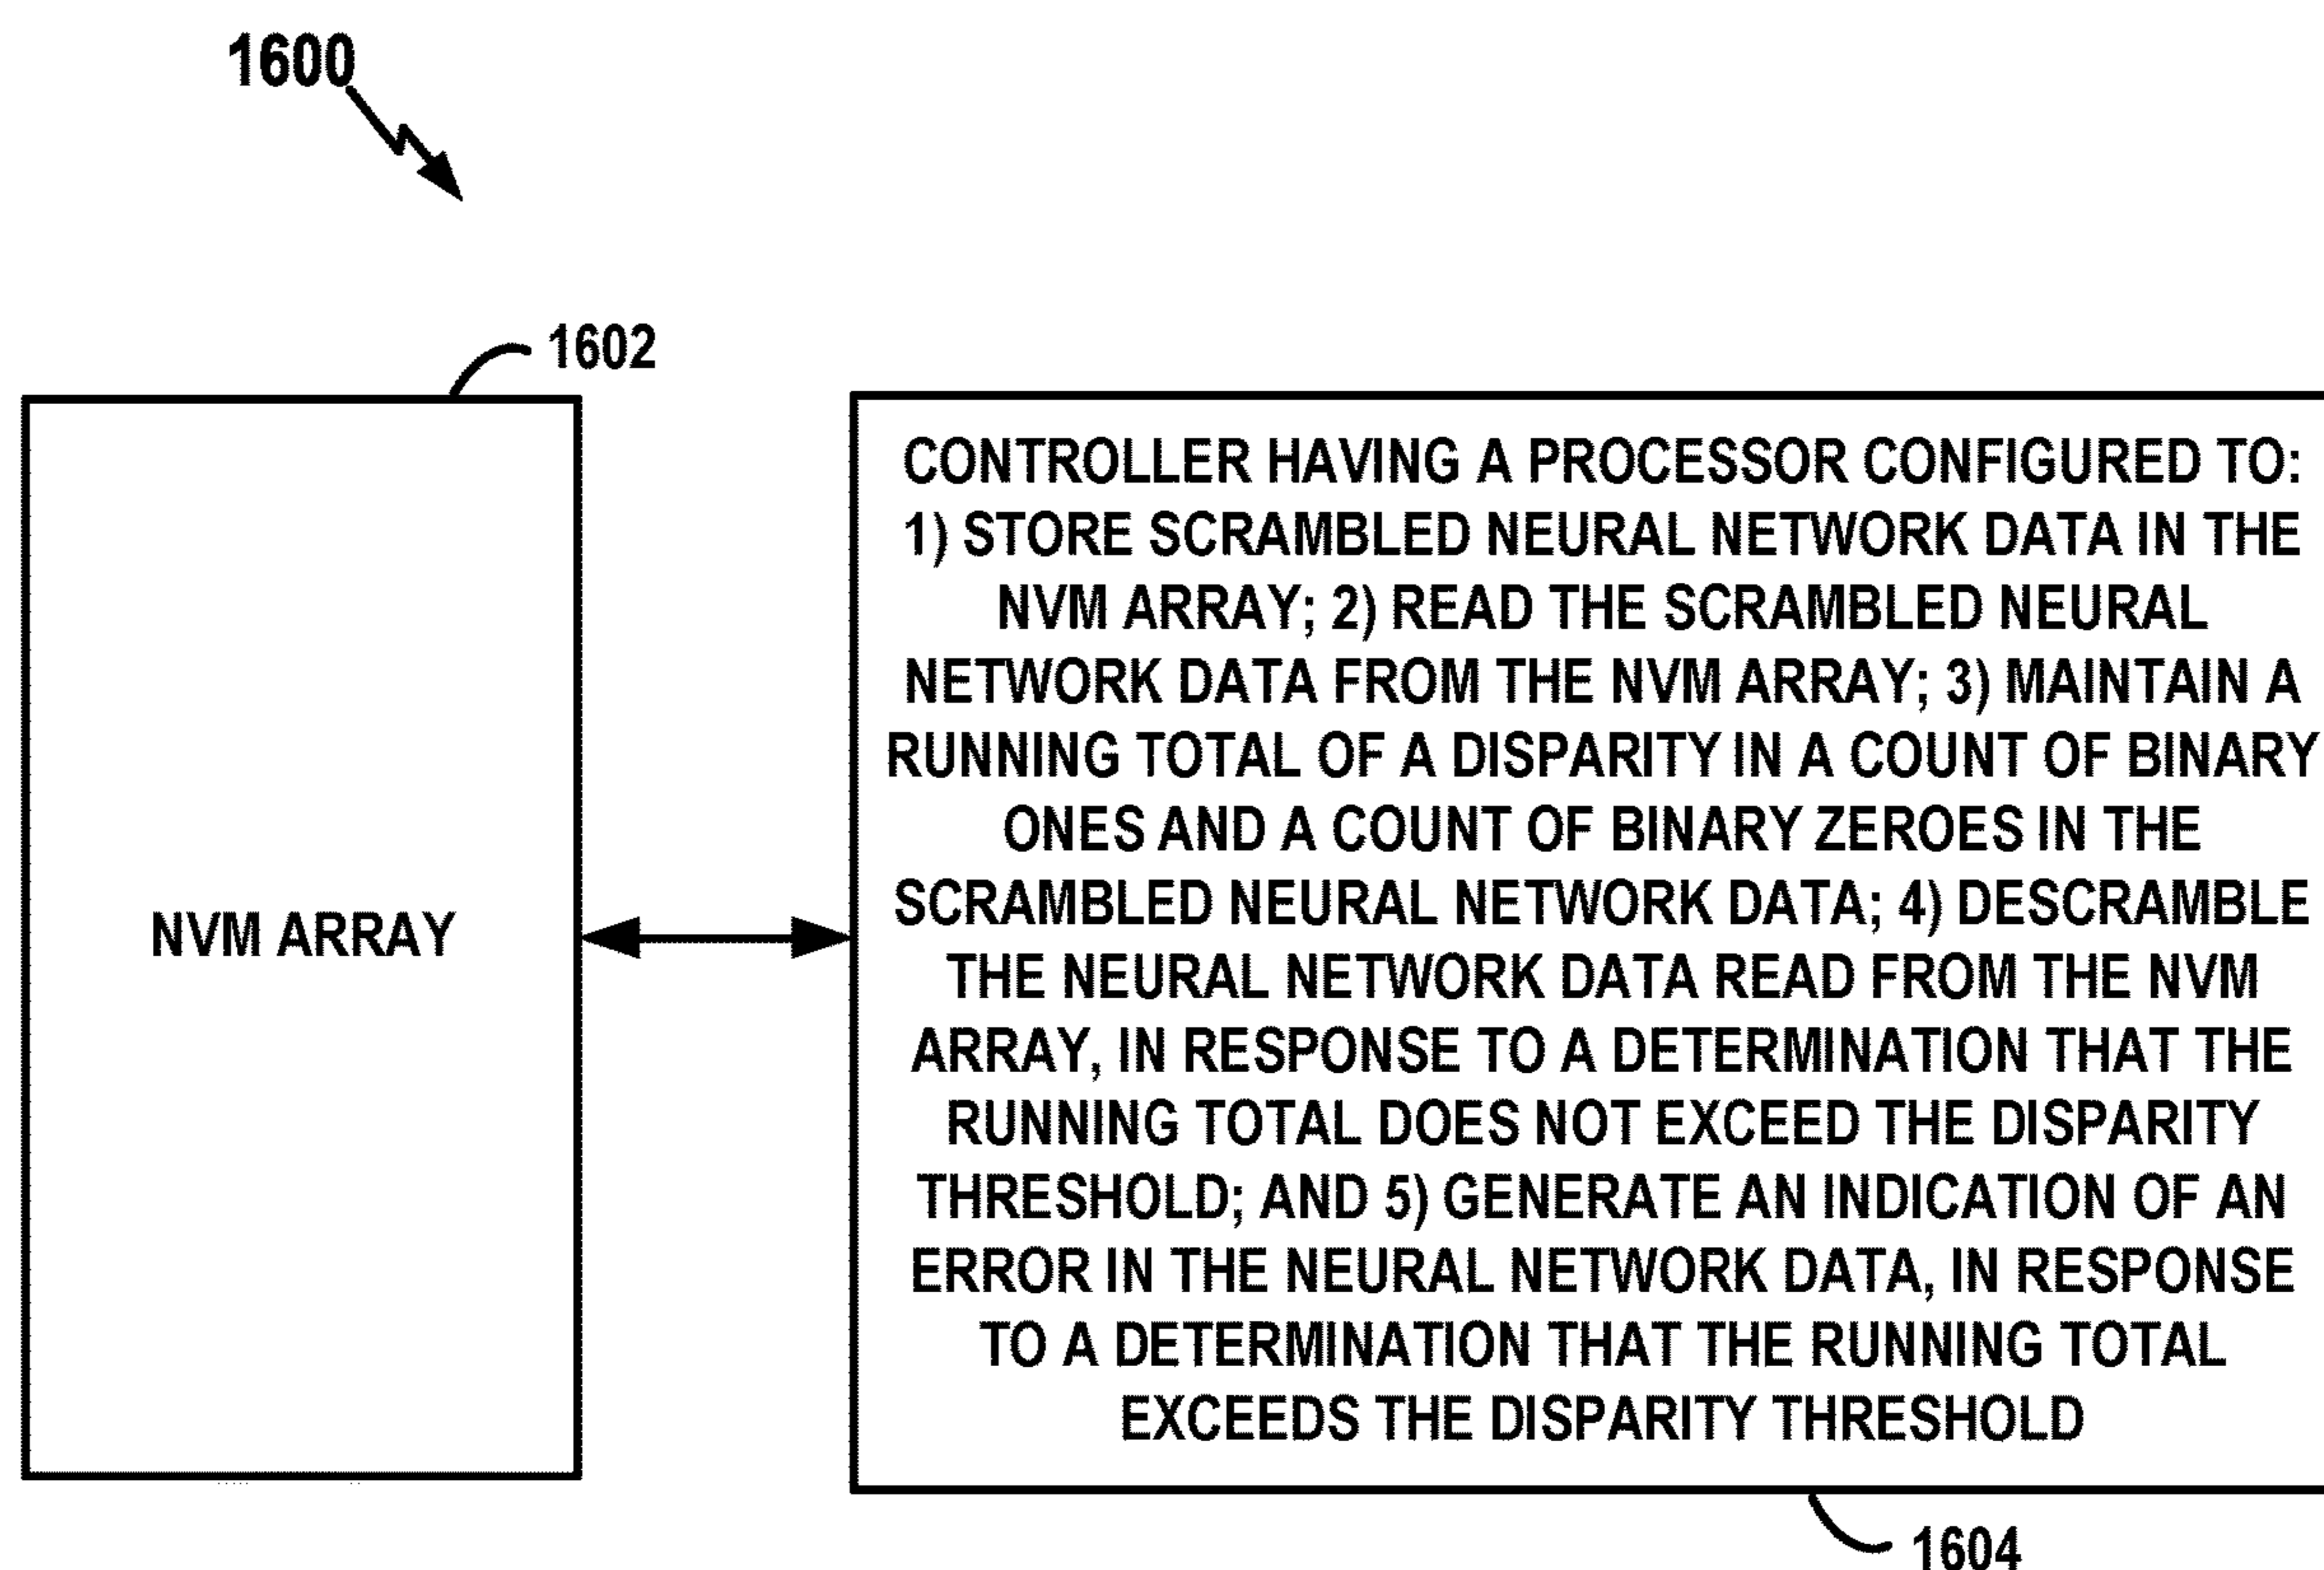 1600
1602
NVM ARRAY
CONTROLLER HAVING A PROCESSOR CONFIGURED TO:
1) STORE SCRAMBLED NEURAL NETWORK DATA IN THE
NVM ARRAY; 2) READ THE SCRAMBLED NEURAL
NETWORK DATA FROM THE NVM ARRAY; 3) MAINTAIN A
RUNNING TOTAL OF A DISPARITY IN A COUNT OF BINARY
ONES AND A COUNT OF BINARY ZEROES IN THE
SCRAMBLED NEURAL NETWORK DATA; 4) DESCRAMBLE
THE NEURAL NETWORK DATA READ FROM THE NVM
ARRAY, IN RESPONSE TO A DETERMINATION THAT THE
RUNNING TOTAL DOES NOT EXCEED THE DISPARITY
THRESHOLD; AND 5) GENERATE AN INDICATION OF AN
ERROR IN THE NEURAL NETWORK DATA, IN RESPONSE
TO A DETERMINATION THAT THE RUNNING TOTAL
EXCEEDS THE DISPARITY THRESHOLD
1604